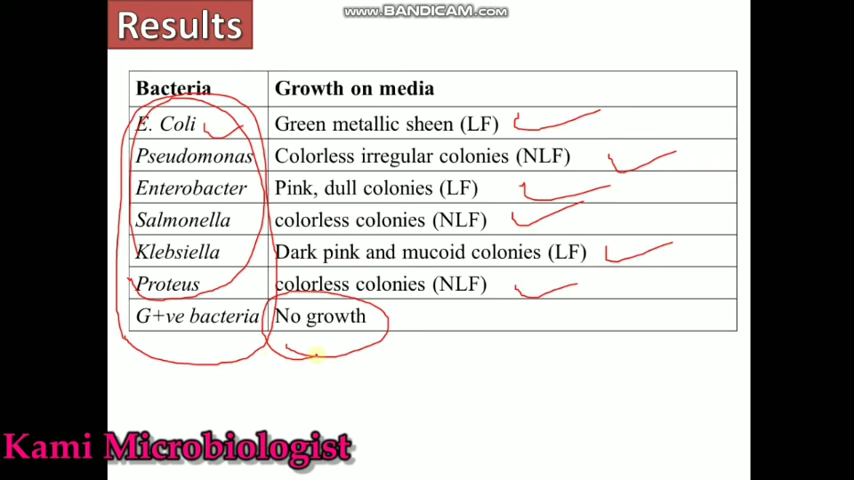 www.BANDICAM.com
Results
Bacteria Growth on media
E. Coli Green metallic sheen (LF)
Pseudomonas Colorless irregular colonies (NLF)
Enterobacter Pink, dull colonies (LF)
Salmonella colorless colonies (NLF)
Klebsiella Dark pink and mucoid colonies (LF)
Proteus colorless colonies (NLF)
G+ve bacteria No growth
Kami Microbiologist